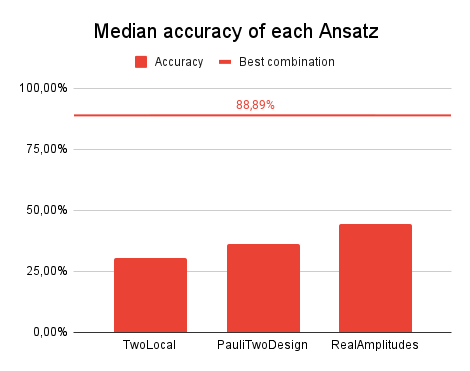 Median accuracy of each Ansatz
Accuracy Best combination
100,00%
88,89%
75,00%
50,00%
25,00%
0,00%
TwoLocal PauliTwoDesign RealAmplitudes